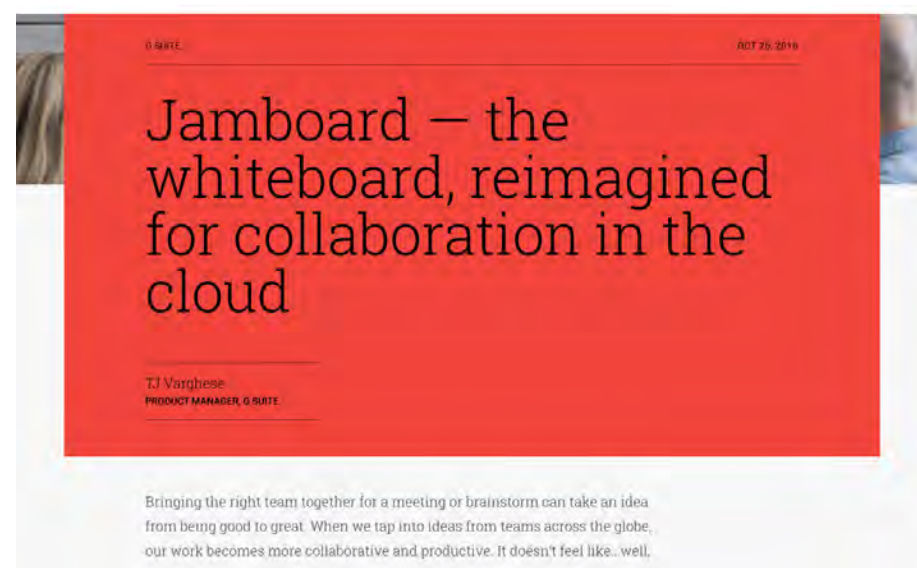 G SUITE
OCT 25, 2016
Jamboard — the
whiteboard, reimagined
for collaboration in the
cloud
TJ Varghese
PRODUCT MANAGER, G SUITE
Bringing the right team together for a meeting or brainstorm can take an idea
from being good to great. When we tap into ideas from teams across the globe,
our work becomes more collaborative and productive. It doesn't feel like...well,